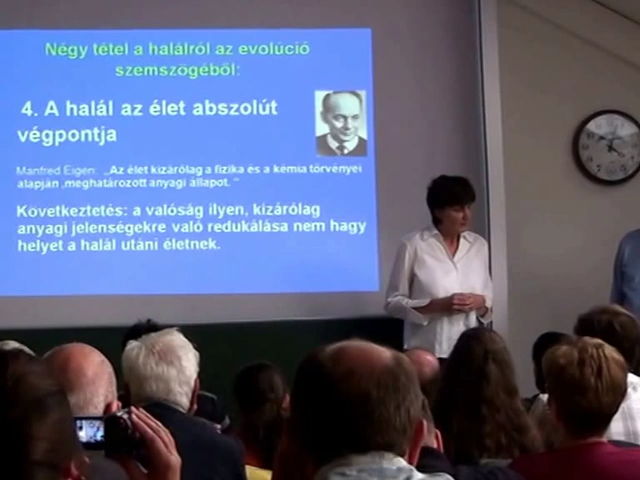 Négy tétel a halálról az evolúció
szemszögéből:
4. A halál az élet abszolút
végpontja
Manfred Eigen: „Az élet kizárólag a fizika és a kémia törvényei
alapján ,meghatározott anyagi állapot. "
Következtetés: a valóság ilyen, kizárólag
anyagi jelenségekre való redukálása nem hagy
helyet a halál utáni életnek.